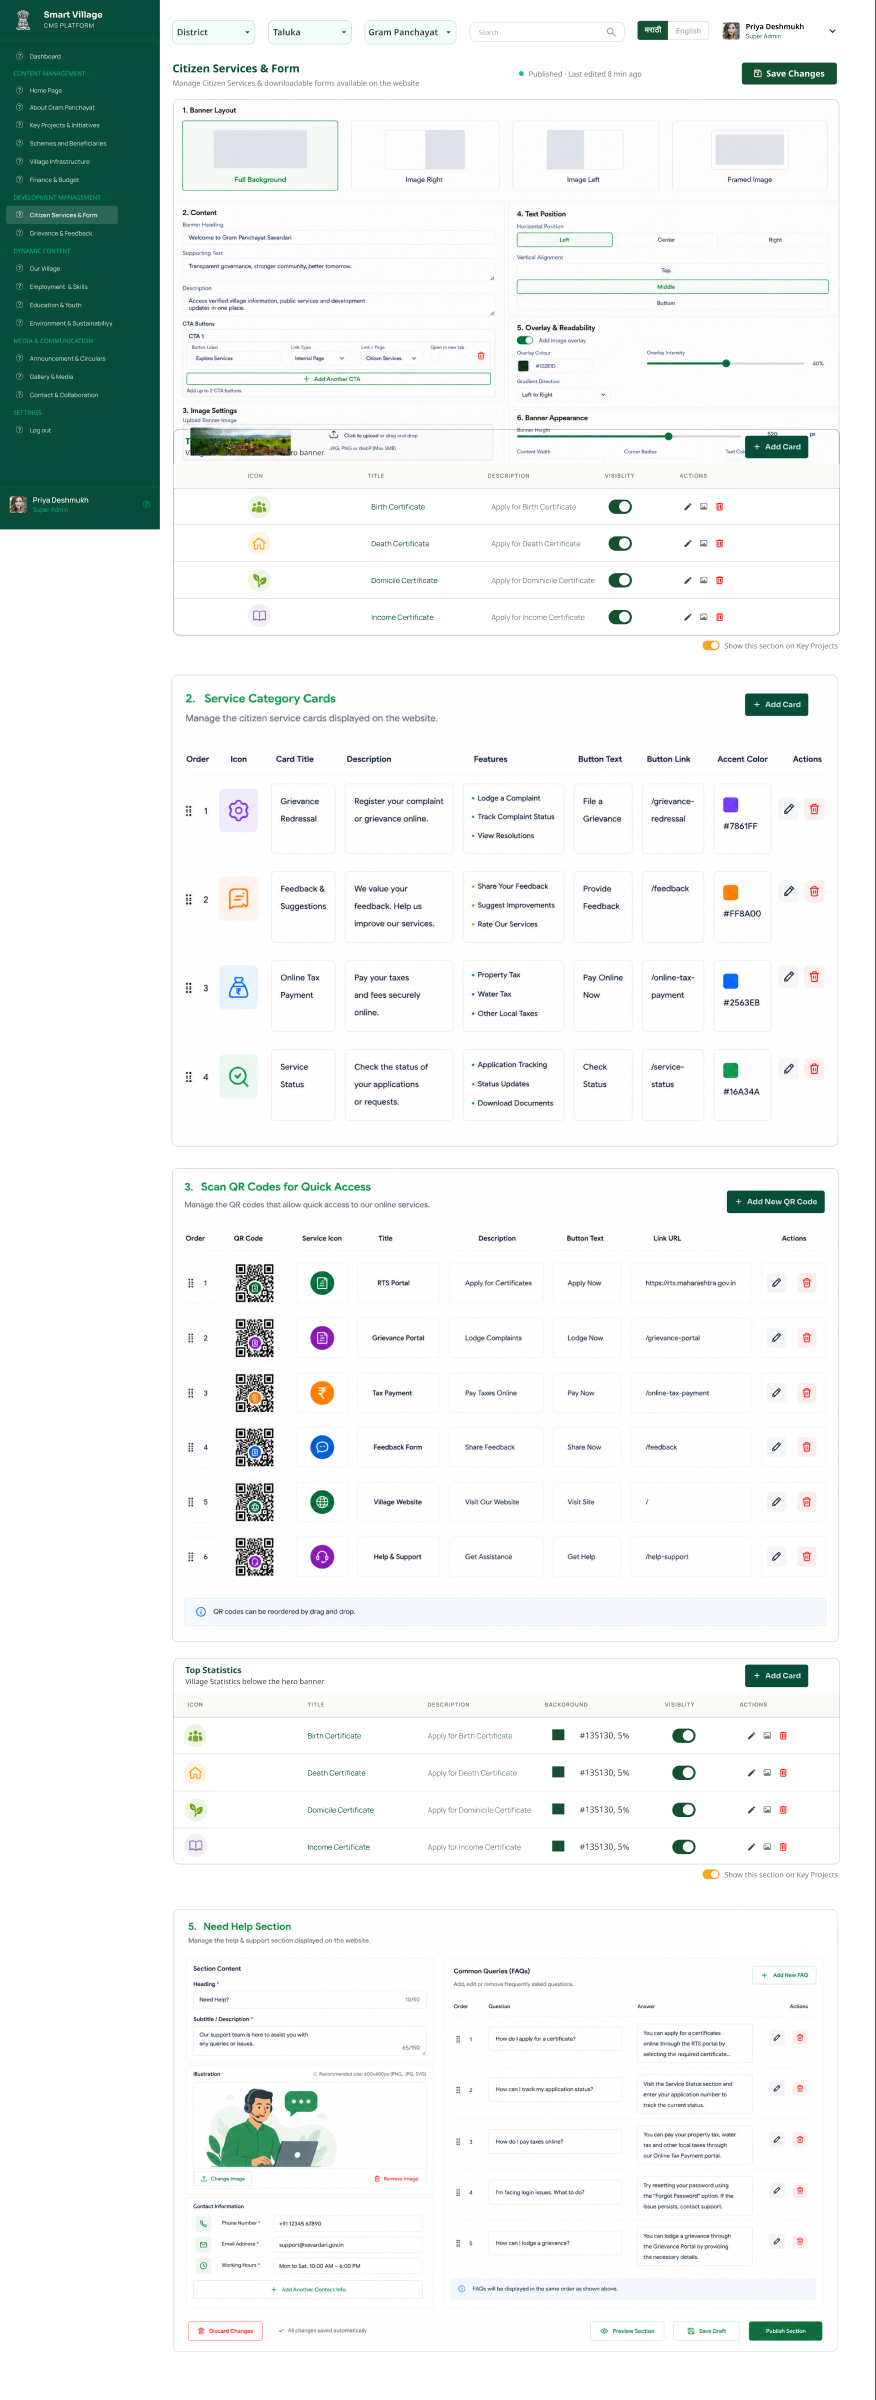 Smart Village
CMS PLATFORM
Dashboard
CONTENT MANAGEMENT
Home Page
About Gram Panchayat
Key Projects & Initiatives
Schemes and Beneficiaries
Village Infrastructure
Finance & Budget
DEVELOPMENT MANAGEMENT
Citizen Services & Form
Grievance & Feedback
DYNAMIC CONTENT
Our Village
Employment & Skills
Education & Youth
Environment & Sustainabiliyy
MEDIA & COMMUNICATION
Announcement & Circulars
Gallery & Media
Contact & Collaboration
SETTINGS
Log out
Priya Deshmukh
Super Admin
District
Taluka
Gram Panchayat
Search
मराठी
English
Priya Deshmukh
Super Admin
Citizen Services & Form
Manage Citizen Services & downloadable forms available on the website
Published · Last edited 8 min ago
Save Changes
1. Banner Layout
Full Background
Image Right
Image Left
Framed Image
2. Content
Banner Heading
Welcome to Gram Panchayat Savardari
Supporting Text
Transparent governance, stronger community, better tomorrow.
Description
Access verified village information, public services and development
updates in one place.
CTA Buttons
CTA 1
Button Label
Link Type
Link / Page
Open in new tab
Explore Services
Internal Page
Citizen Services
+ Add Another CTA
Add up to 2 CTA buttons.
3. Image Settings
Upload Banner Image
Click to upload or drag and drop
JPG, PNG or WebP (Max 5MB)
4. Text Position
Horizontal Position
Left
Center
Right
Vertical Alignment
Top
Middle
Bottom
5. Overlay & Readability
Add image overlay
Overlay Colour
Overlay Intensity
40%
Gradient Direction
Left to Right
6. Banner Appearance
Banner Height
520
px
Content Width
Corner Radius
Text Col
ro banner
+ Add Card
ICON
TITLE
DESCRIPTION
VISIBLITY
ACTIONS
Birth Certificate
Apply for Birth Certificate
Death Certificate
Apply for Death Certificate
Domicile Certificate
Apply for Dominicile Certificate
Income Certificate
Apply for Income Certificate
Show this section on Key Projects
2. Service Category Cards
Manage the citizen service cards displayed on the website.
+ Add Card
Order
Icon
Card Title
Description
Features
Button Text
Button Link
Accent Color
Actions
1
Grievance
Redressal
Register your complaint
or grievance online.
• Lodge a Complaint
• Track Complaint Status
• View Resolutions
File a
Grievance
/grievance-
redressal
#7861FF
2
Feedback &
Suggestions
We value your
feedback. Help us
improve our services.
• Share Your Feedback
• Suggest Improvements
• Rate Our Services
Provide
Feedback
/feedback
#FF8A00
3
Online Tax
Payment
Pay your taxes
and fees securely
online.
• Property Tax
• Water Tax
• Other Local Taxes
Pay Online
Now
/online-tax-
payment
#2563EB
4
Service
Status
Check the status of
your applications
or requests.
• Application Tracking
• Status Updates
• Download Documents
Check
Status
/service-
status
#16A34A
3. Scan QR Codes for Quick Access
Manage the QR codes that allow quick access to our online services.
+ Add New QR Code
Order
QR Code
Service Icon
Title
Description
Button Text
Link URL
Actions
1
RTS Portal
Apply for Certificates
Apply Now
https://rts.maharashtra.gov.in
2
Grievance Portal
Lodge Complaints
Lodge Now
/grievance-portal
3
Tax Payment
Pay Taxes Online
Pay Now
/online-tax-payment
4
Feedback Form
Share Feedback
Share Now
/feedback
5
Village Website
Visit Our Website
Visit Site
/
6
Help & Support
Get Assistance
Get Help
/help-support
QR codes can be reordered by drag and drop.
Top Statistics
Village Statistics belowe the hero banner
+ Add Card
ICON
TITLE
DESCRIPTION
BACKGROUND
VISIBLITY
ACTIONS
Birth Certificate
Apply for Birth Certificate
#135130, 5%
Death Certificate
Apply for Death Certificate
#135130, 5%
Domicile Certificate
Apply for Dominicile Certificate
#135130, 5%
Income Certificate
Apply for Income Certificate
#135130, 5%
Show this section on Key Projects
5. Need Help Section
Manage the help & support section displayed on the website.
Section Content
Heading *
Need Help?
10/50
Subtitle / Description *
Our support team is here to assist you with
any queries or issues.
65/150
Illustration
Recommended size: 600x400px (PNG, JPG, SVG)
Change Image
Remove Image
Contact Information
Phone Number *
+91 12345 67890
Email Address *
support@savardari.gov.in
Working Hours *
Mon to Sat, 10:00 AM – 6:00 PM
+ Add Another Contact Info
Common Queries (FAQs)
Add, edit or remove frequently asked questions.
+ Add New FAQ
Order
Question
Answer
Actions
1
How do I apply for a certificate?
You can apply for a certificates
online through the RTS portal by
selecting the required certificate...
2
How can I track my application status?
Visit the Service Status section and
enter your application number to
track the current status.
3
How do I pay taxes online?
You can pay your property tax, water
tax and other local taxes through
our Online Tax Payment portal.
4
I'm facing login issues. What to do?
Try resetting your password using
the "Forgot Password" option. If the
issue persists, contact support.
5
How can I lodge a grievance?
You can lodge a grievance through
the Grievance Portal by providing
the necessary details.
FAQs will be displayed in the same order as shown above.
Discard Changes
All changes saved automatically
Preview Section
Save Draft
Publish Section